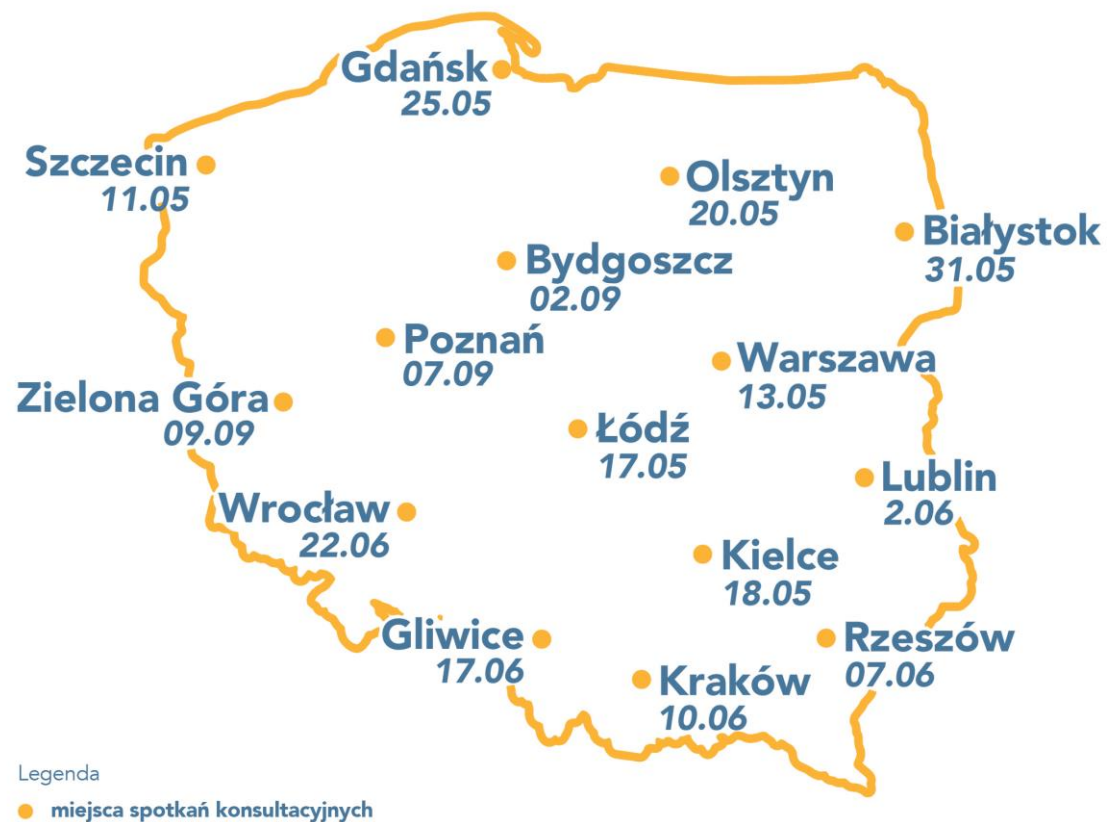 Gdańsk
25.05
Szczecin
11.05
Olsztyn
20.05
Białystok
31.05
Bydgoszcz
02.09
Poznań
07.09
Warszawa
13.05
Zielona Góra
09.09
Łódź
17.05
Lublin
2.06
Wrocław
22.06
Kielce
18.05
Gliwice
17.06
Rzeszów
07.06
Kraków
10.06
Legenda
miejsca spotkań konsultacyjnych